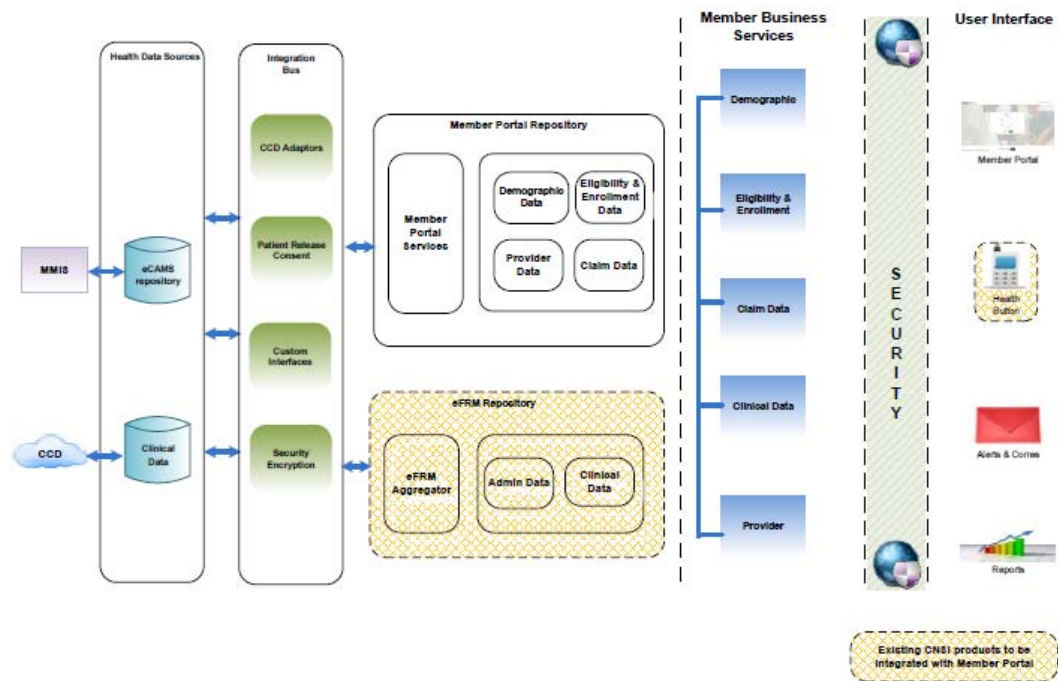 Member Business
Services
User Interface
Health Data Sources
Integration
Bus
CCD Adaptors
Patient Release
Consent
Custom
Interfaces
Security
Encryption
MMIS
eCAMS
repository
CCD
Clinical
Data
Member Portal Repository
Member
Portal
Services
Demographic
Data
Eligibility &
Enrollment
Data
Provider
Data
Claim Data
eFRM Repository
eFRM
Aggregator
Admin Data
Clinical
Data
Demographic
Eligibility &
Enrollment
Claim Data
Clinical Data
Provider
SECURITY
Member Portal
Health
Button
Alerts & Corres
Reports
Existing CNSI products to be
integrated with Member Portal